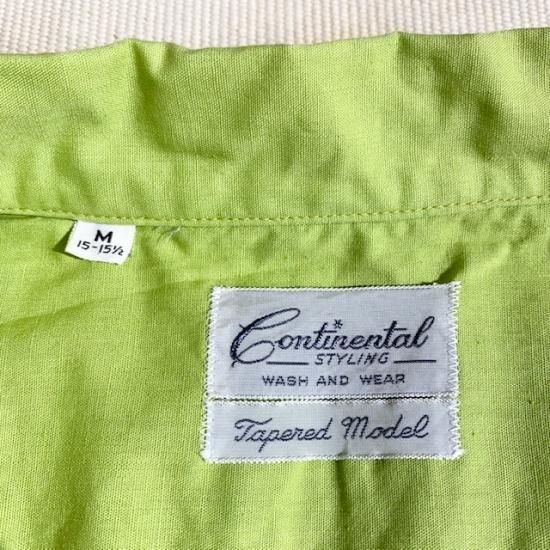 M
15-15½
Continental
STYLING
WASH AND WEAR
Tapered Model